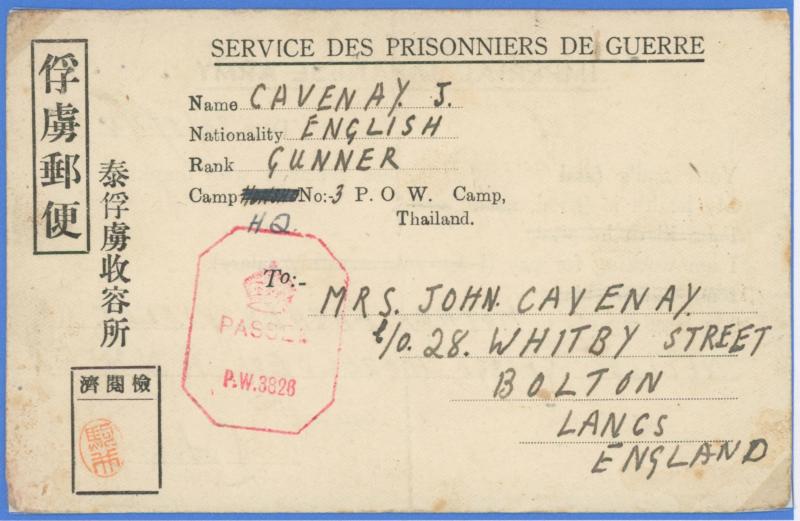 SERVICE DES PRISONNIERS DE GUERRE
俘虜郵便
泰俘虜收容所
檢閲濟
Name CAVENAY. J.
Nationality ENGLISH
Rank GUNNER
Camp No:-3 P. O. W. Camp,
HQ. Thailand.
PASSED
P.W.3826
To:-
MRS. JOHN. CAVENAY.
c/o. 28. WHITBY STREET
BOLTON
LANCS
ENGLAND